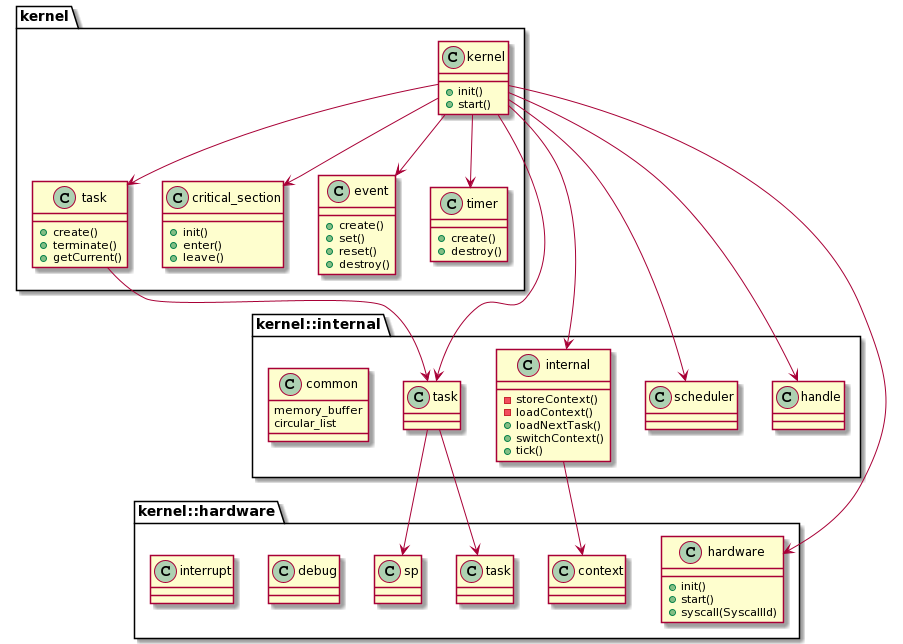 kernel
C kernel
init()
start()
C task
create()
terminate()
getCurrent()
C critical_section
init()
enter()
leave()
C event
create()
set()
reset()
destroy()
C timer
create()
destroy()
kernel::internal
C common
memory_buffer
circular_list
C task
C internal
storeContext()
loadContext()
loadNextTask()
switchContext()
tick()
C scheduler
C handle
kernel::hardware
C interrupt
C debug
C sp
C task
C context
C hardware
init()
start()
syscall(SyscallId)